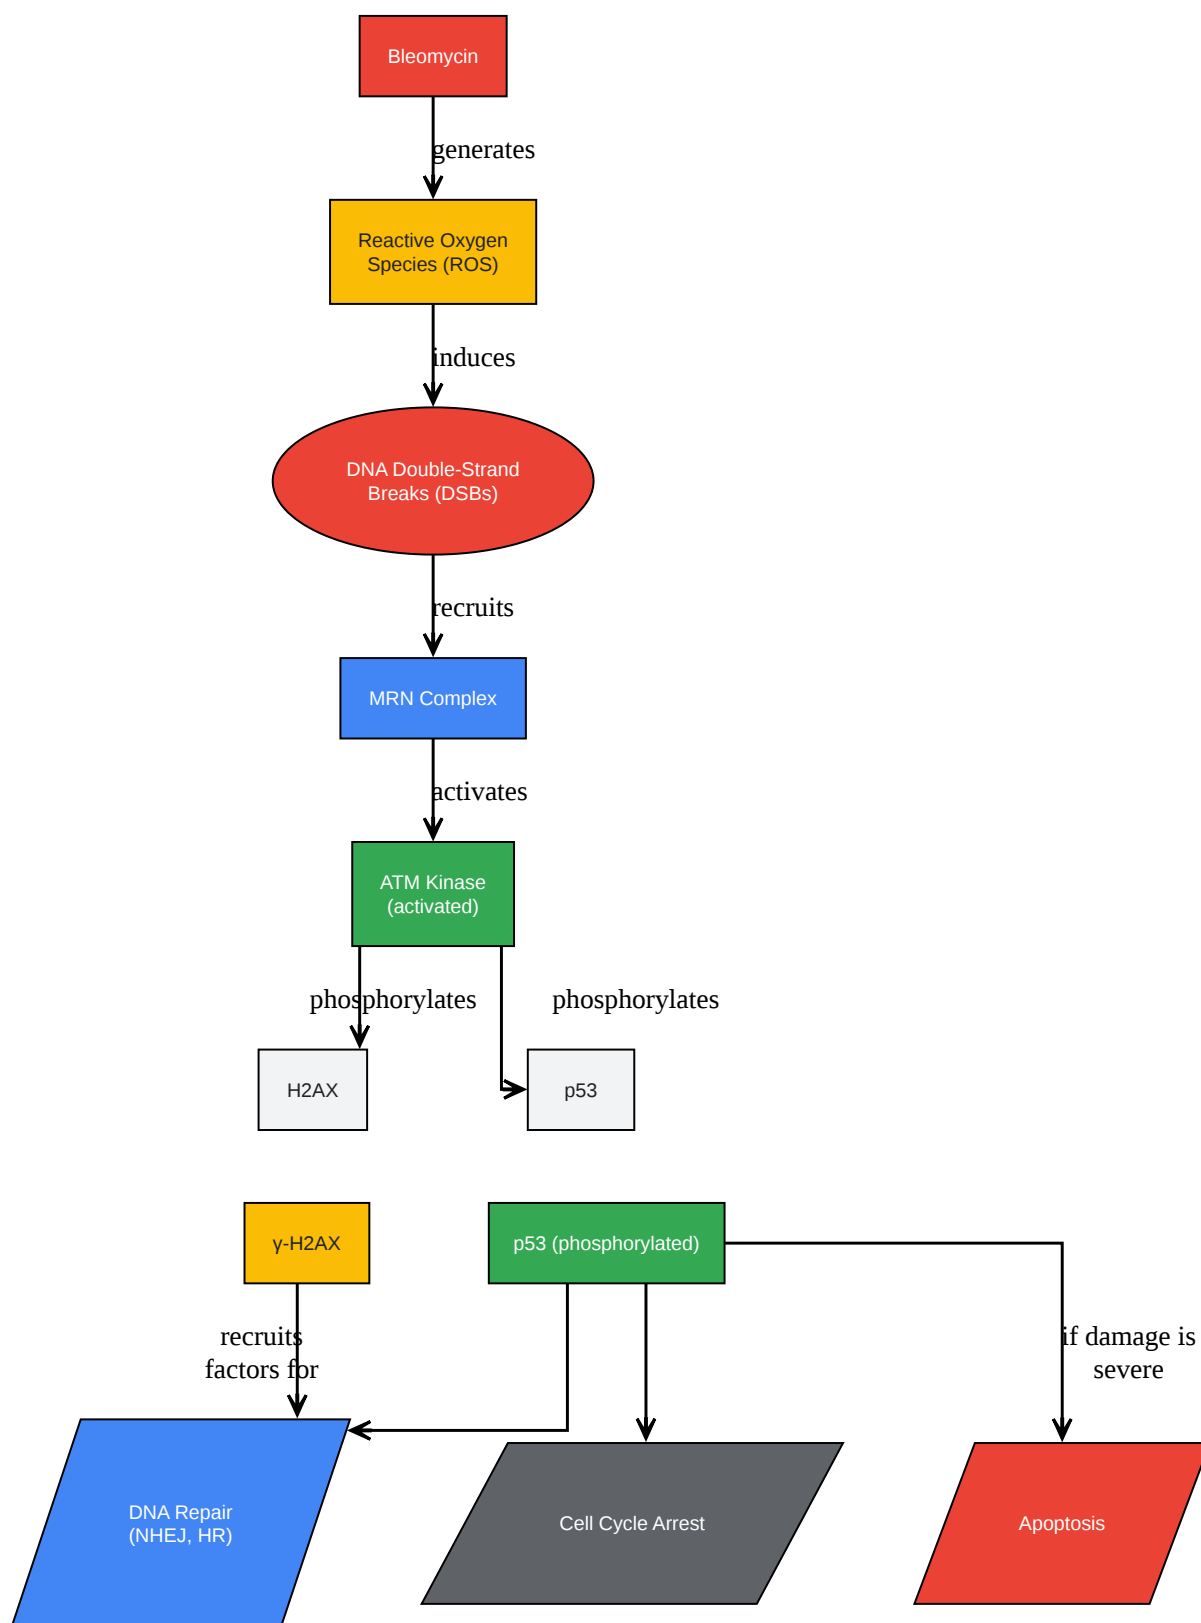 Bleomycin
generates
Reactive Oxygen
Species (ROS)
induces
DNA Double-Strand
Breaks (DSBs)
recruits
MRN Complex
activates
ATM Kinase
(activated)
phosphorylates
phosphorylates
H2AX
p53
γ-H2AX
p53 (phosphorylated)
recruits
factors for
if damage is
severe
DNA Repair
(NHEJ, HR)
Cell Cycle Arrest
Apoptosis